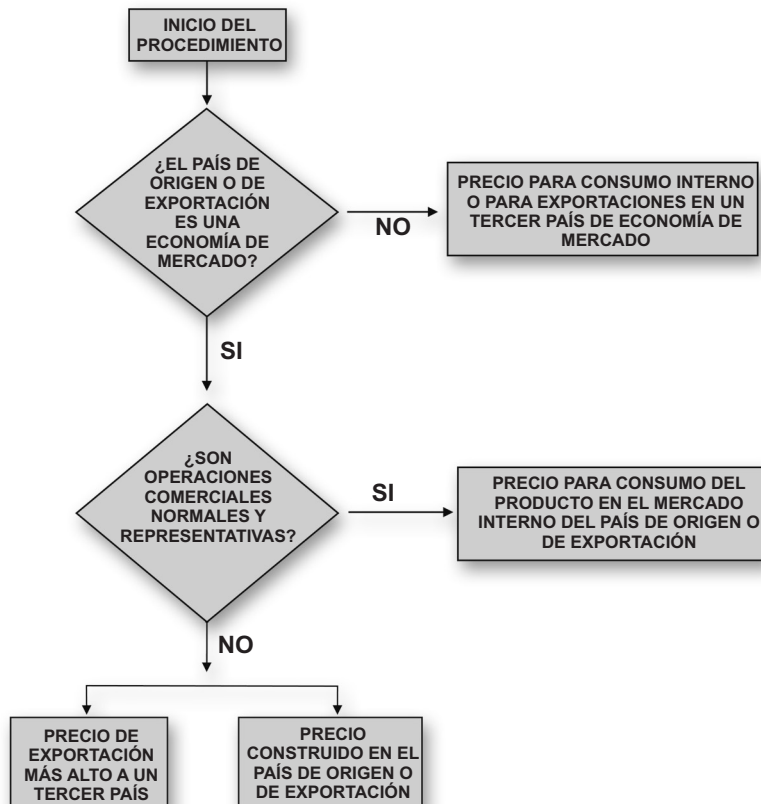 INICIO DEL
PROCEDIMIENTO
¿EL PAÍS DE
ORIGEN O DE
EXPORTACIÓN
ES UNA
ECONOMÍA DE
MERCADO?
NO
PRECIO PARA CONSUMO INTERNO
O PARA EXPORTACIONES EN UN
TERCER PAÍS DE ECONOMÍA DE
MERCADO
SI
¿SON
OPERACIONES
COMERCIALES
NORMALES Y
REPRESENTATIVAS?
SI
PRECIO PARA CONSUMO DEL
PRODUCTO EN EL MERCADO
INTERNO DEL PAÍS DE ORIGEN O
DE EXPORTACIÓN
NO
PRECIO DE
EXPORTACIÓN
MÁS ALTO A UN
TERCER PAÍS
PRECIO
CONSTRUIDO EN EL
PAÍS DE ORIGEN O
DE EXPORTACIÓN